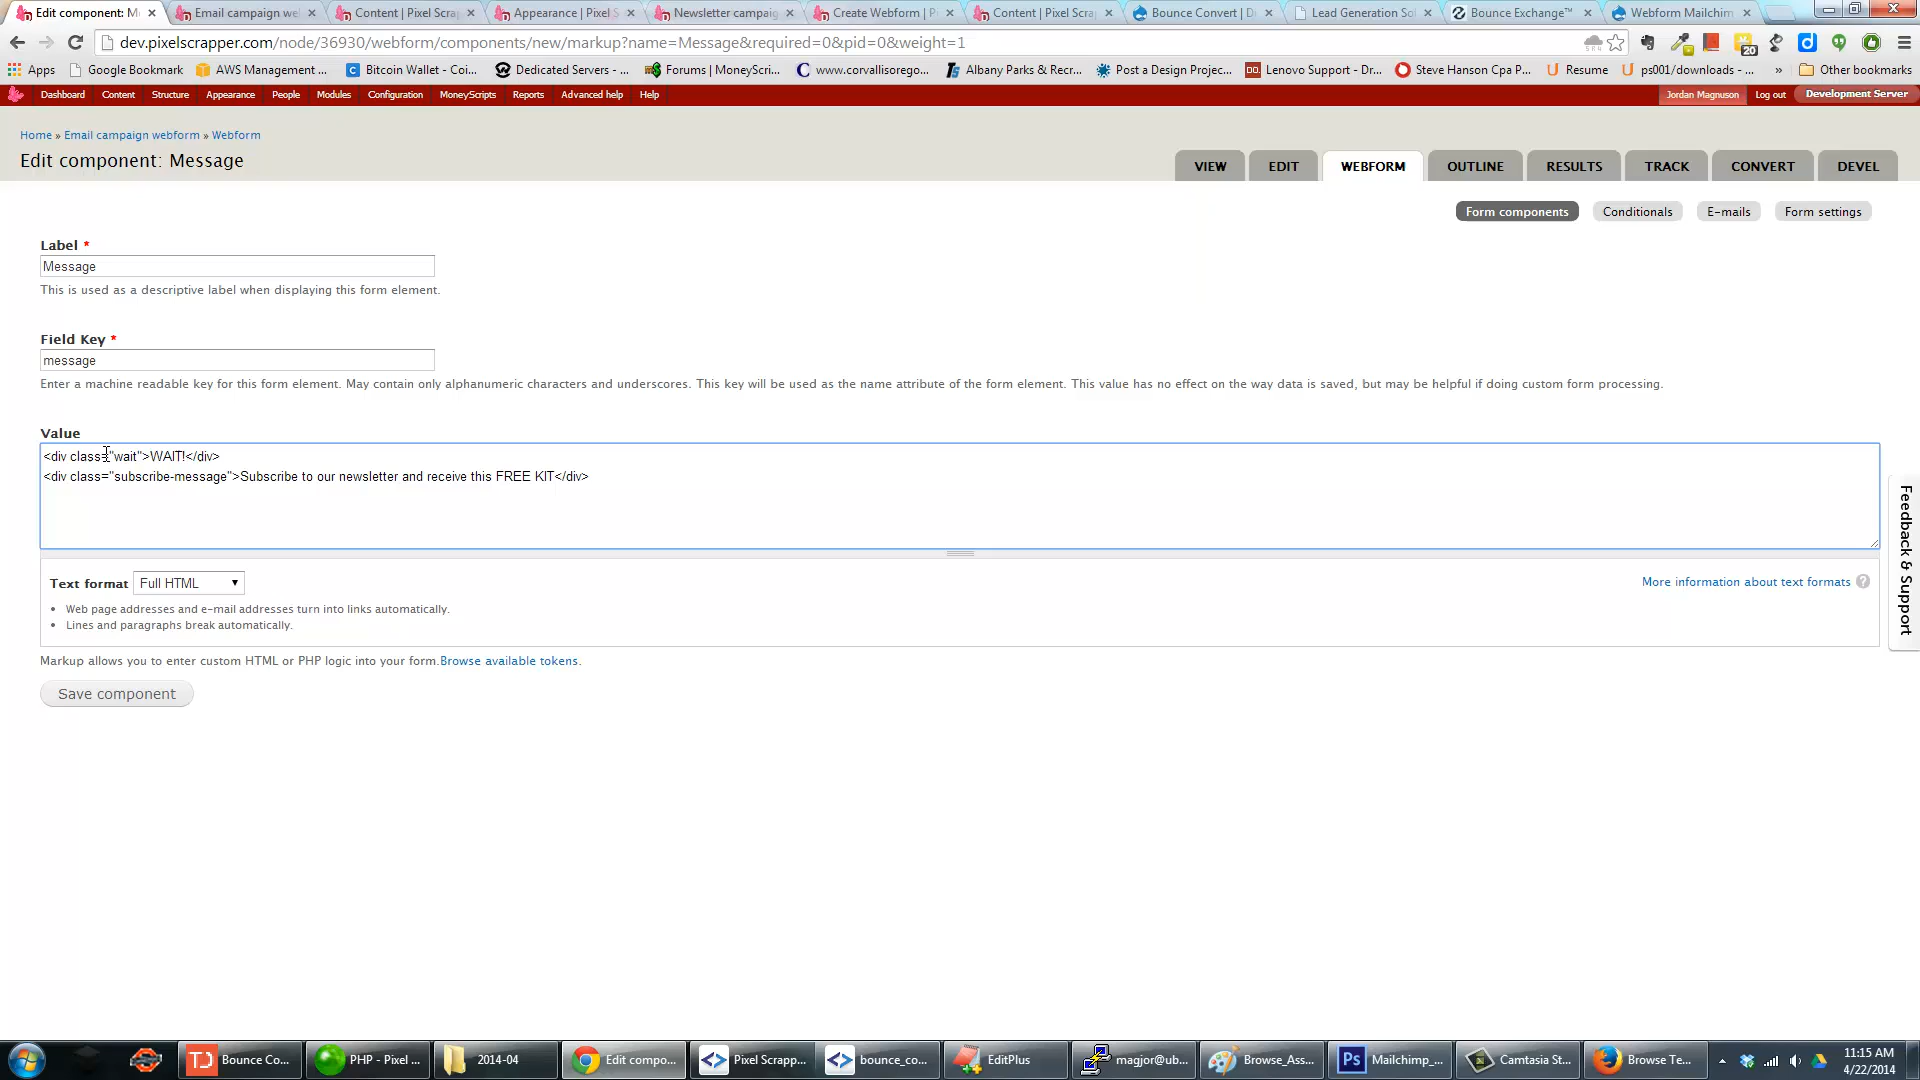 Edit component: M
Email campaign we
Content | Pixel Scra
Appearance | Pixel S
Newsletter campaig
Create Webform | P
Content | Pixel Scra
Bounce Convert | D
Lead Generation So
Bounce Exchange™
Webform Mailchim
dev.pixelscrapper.com/node/36930/webform/components/new/markup?name=Message&required=0&pid=0&weight=1
20
Apps
Google Bookmark
AWS Management ...
Bitcoin Wallet - Coi...
Dedicated Servers - ...
Forums | MoneyScri...
www.corvallisorego...
Albany Parks & Recr...
Post a Design Projec...
Lenovo Support - Dr...
Steve Hanson Cpa P...
Resume
ps001/downloads - ...
»
Other bookmarks
Dashboard
Content
Structure
Appearance
People
Modules
Configuration
MoneyScripts
Reports
Advanced help
Help
Jordan Magnuson
Log out
Development Server
Home » Email campaign webform » Webform
Edit component: Message
VIEW
EDIT
WEBFORM
OUTLINE
RESULTS
TRACK
CONVERT
DEVEL
Form components
Conditionals
E-mails
Form settings
Label *
Message
This is used as a descriptive label when displaying this form element.
Field Key *
message
Enter a machine readable key for this form element. May contain only alphanumeric characters and underscores. This key will be used as the name attribute of the form element. This value has no effect on the way data is saved, but may be helpful if doing custom form processing.
Value
<div class="wait">WAIT!</div>
<div class="subscribe-message">Subscribe to our newsletter and receive this FREE KIT</div>
Feedback & Support
Text format
Full HTML
More information about text formats
?
Web page addresses and e-mail addresses turn into links automatically.
Lines and paragraphs break automatically.
Markup allows you to enter custom HTML or PHP logic into your form.Browse available tokens.
Save component
TD
Bounce Co...
PHP - Pixel ...
2014-04
Edit compo...
Pixel Scrapp...
bounce_co...
EditPlus
magjor@ub...
Browse_Ass...
Ps
Mailchimp_...
Camtasia St...
Browse Te...
11:15 AM
4/22/2014